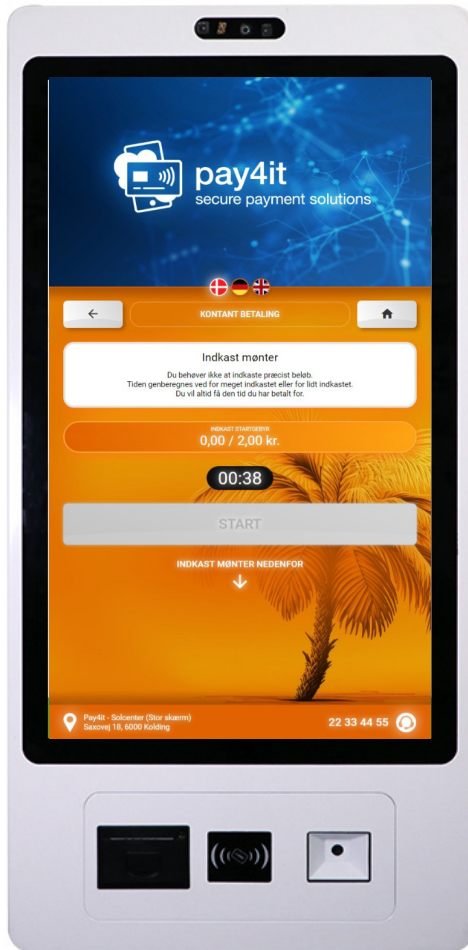 pay4it
secure payment solutions
KONTANT BETALING
Indkast mønter
Du behøver ikke at indkaste præcist beløb.
Tiden genberegnes ved for meget indkastet eller for lidt indkastet.
Du vil altid få den tid du har betalt for.
INDKAST STARTGEBYR
0,00 / 2,00 kr.
00:38
START
INDKAST MØNTER NEDENFOR
Pay4it - Solcenter (Stor skærm)
Saxovej 18, 6000 Kolding
22 33 44 55